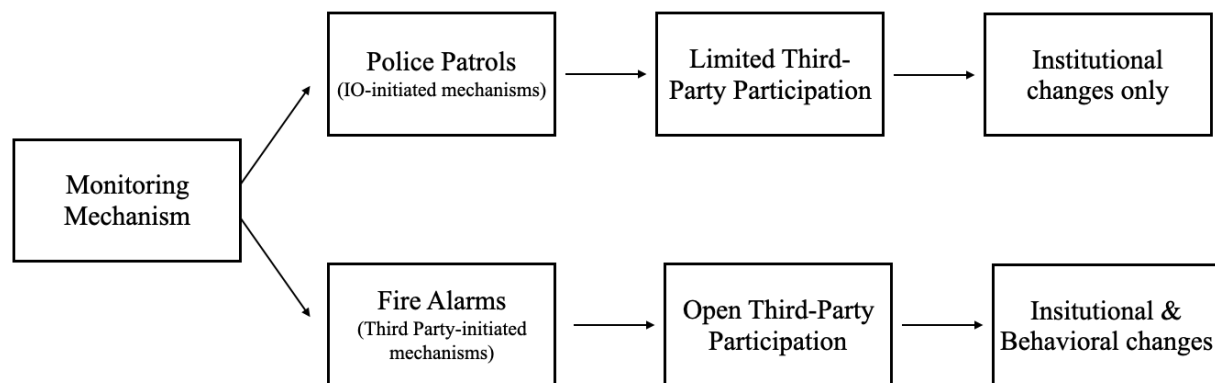 Police Patrols
(IO-initiated mechanisms)
Limited Third-
Party Participation
Institutional
changes only
Monitoring
Mechanism
Fire Alarms
(Third Party-initiated
mechanisms)
Open Third-Party
Participation
Insitutional &
Behavioral changes